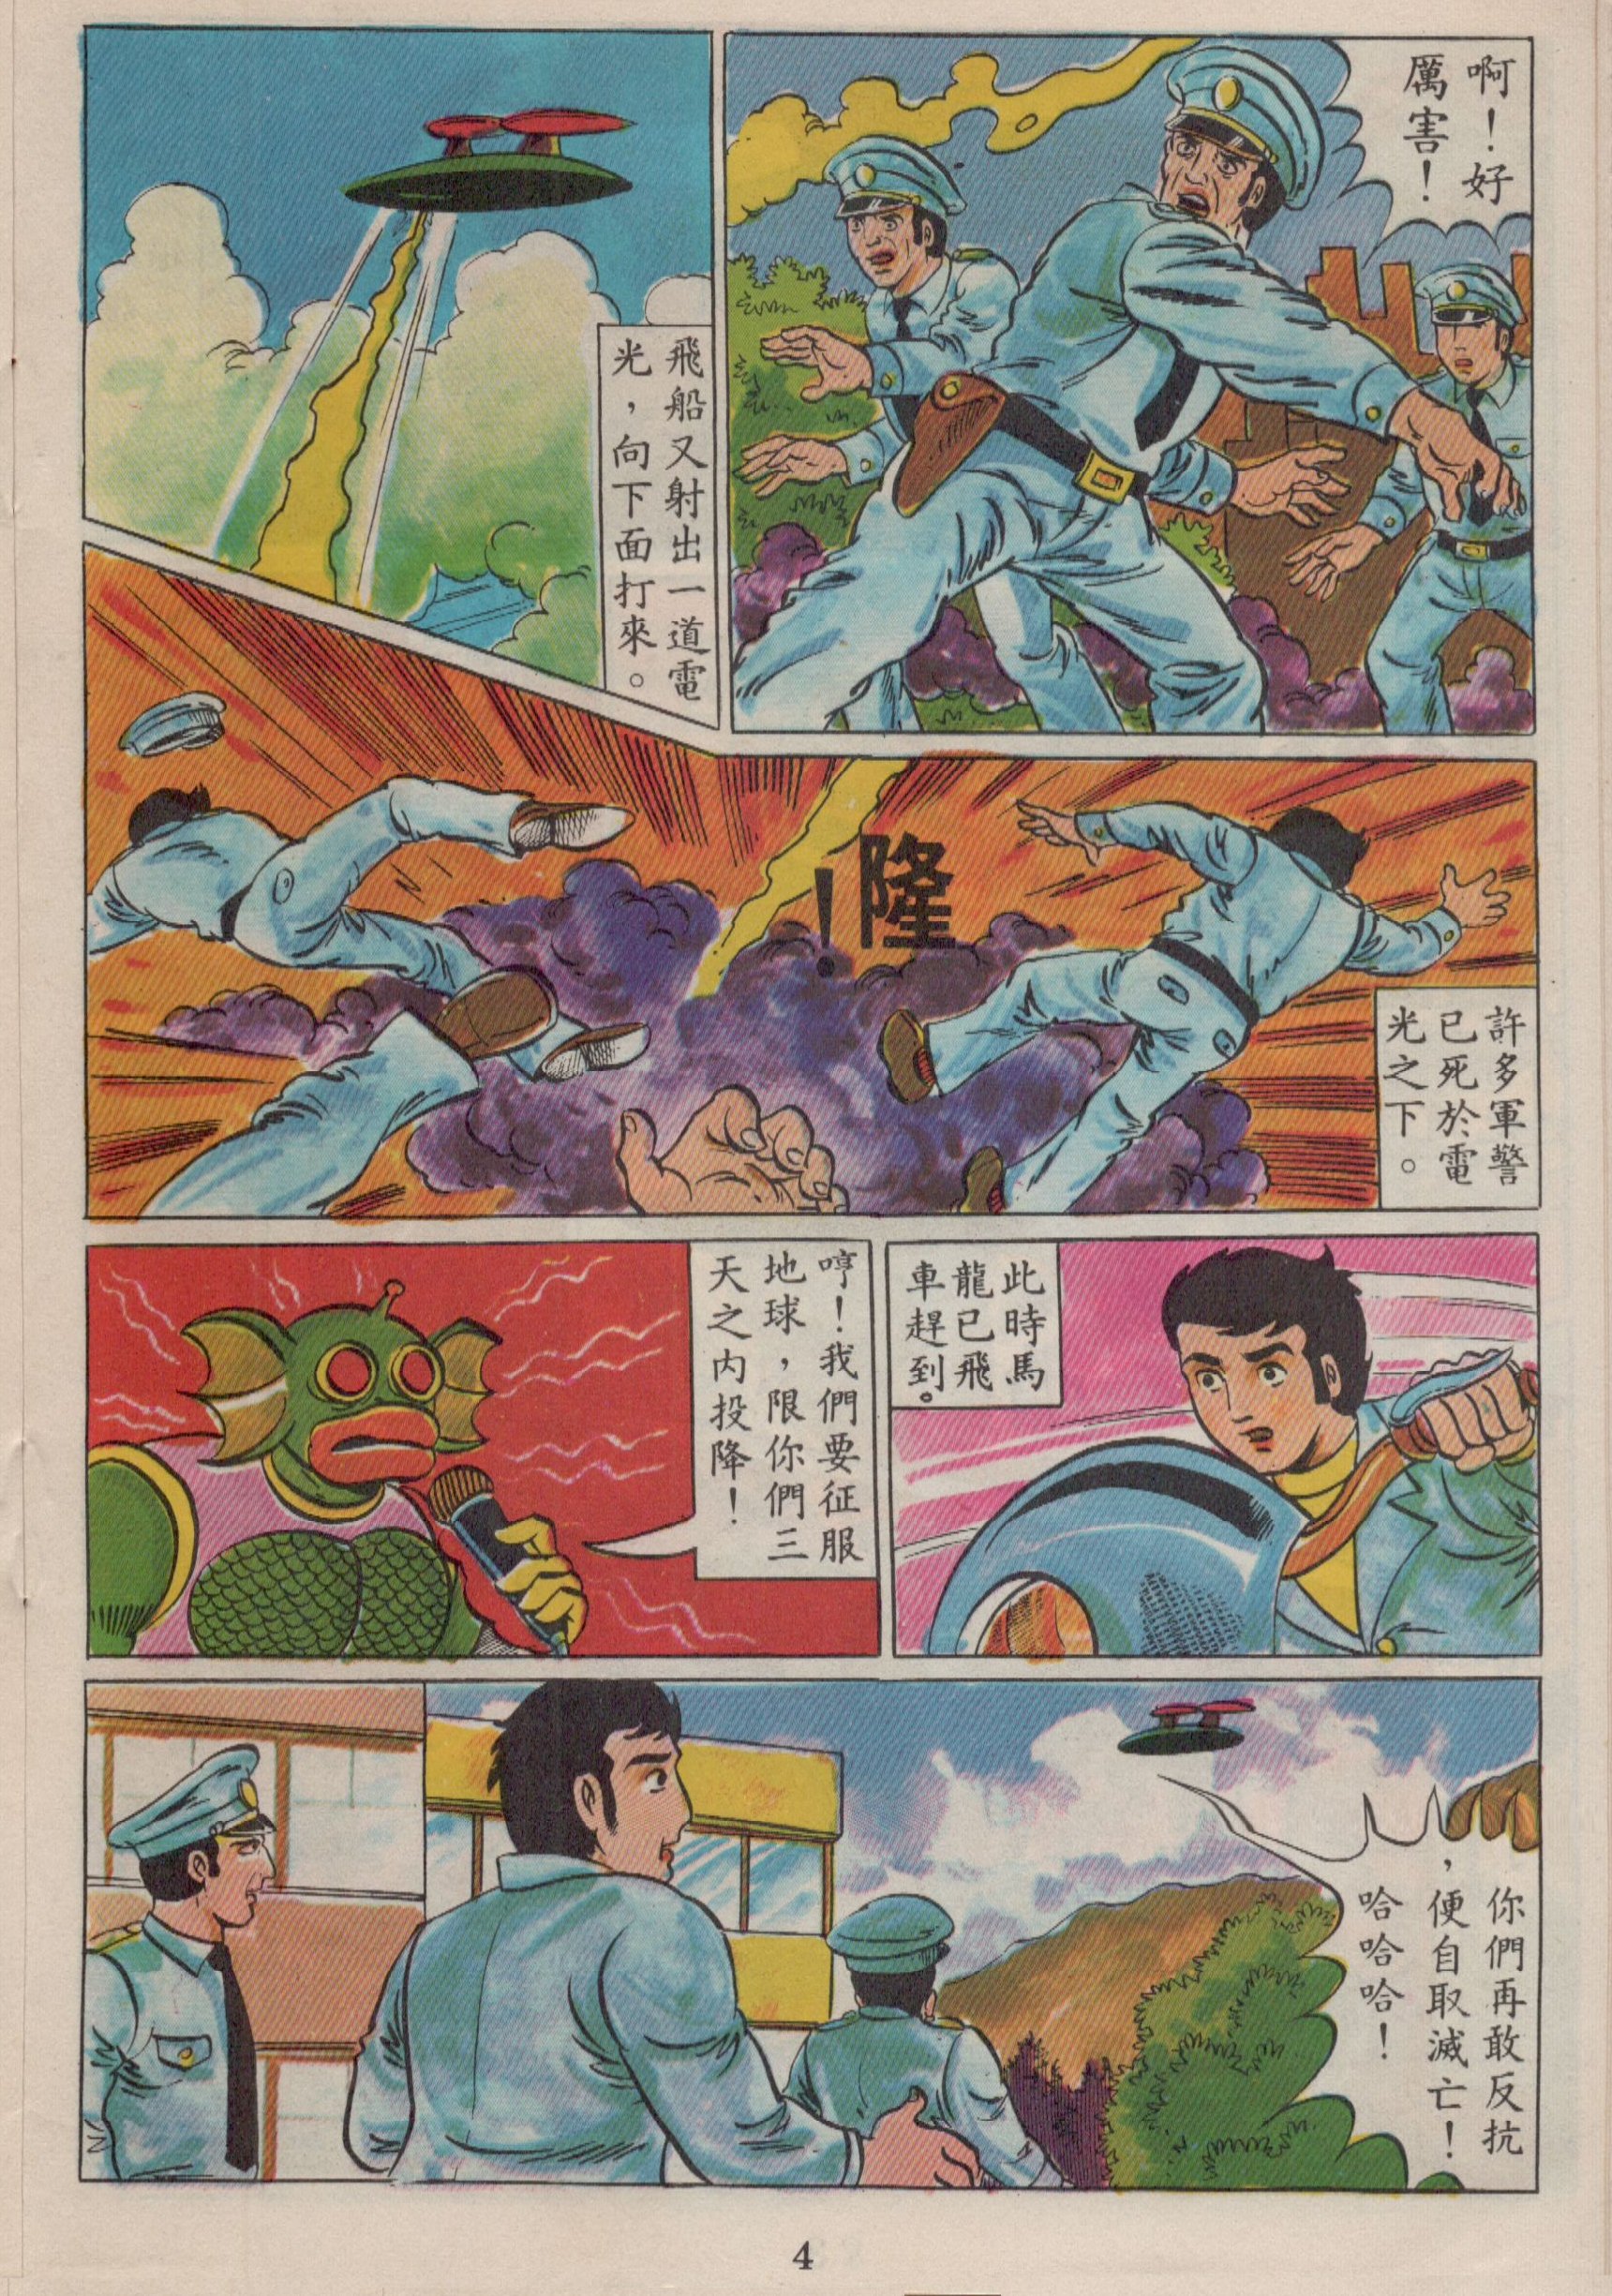 啊！好
厲害！
飛船又射出一道電
光，向下面打來。
隆！
許多軍警
已死於電
光之下。
此時馬
龍已飛
車趕到。
哼！我們要征服
地球，限你們三
天之內投降！
你們再敢反抗
，便自取滅亡！
哈哈哈！
4